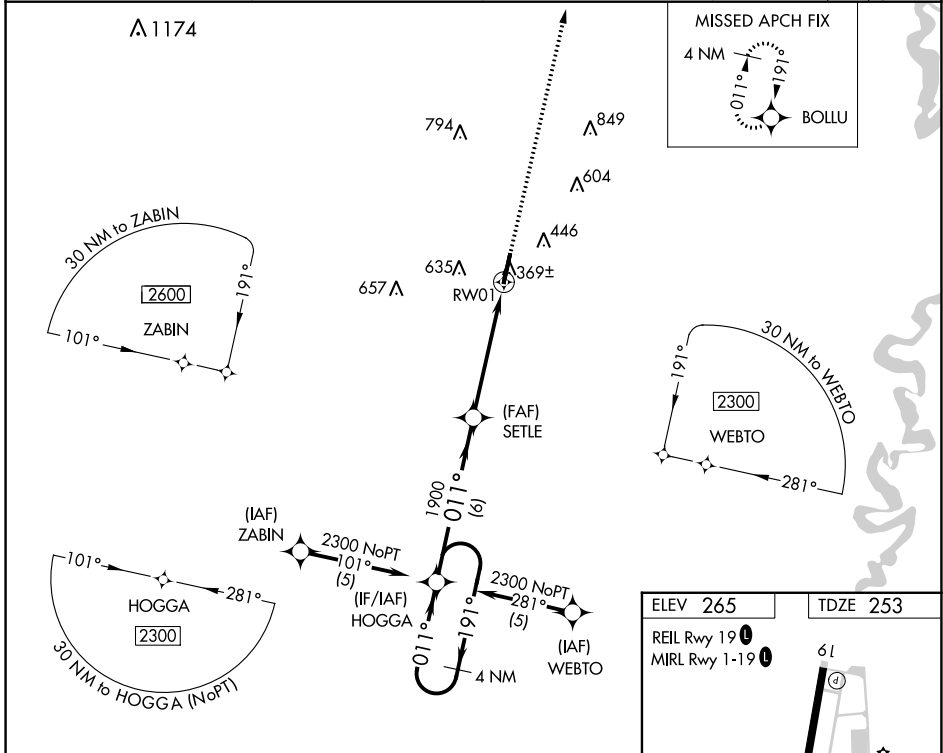 1174
MISSED APCH FIX
4 NM
011°
191°
BOLLU
794
849
604
446
635
369±
657
RW01
30 NM to ZABIN
2600
191°
ZABIN
101°
30 NM to WEBTO
191°
2300
WEBTO
281°
(FAF)
SETLE
1900
011°
(6)
(IAF)
ZABIN
2300 NoPT
101°
(5)
(IF/IAF)
HOGGA
2300 NoPT
281°
(5)
(IAF)
WEBTO
011°
191°
4 NM
101°
281°
HOGGA
2300
30 NM to HOGGA (NoPT)
ELEV 265
TDZE 253
REIL Rwy 19 L
MIRL Rwy 1-19 L
19
P